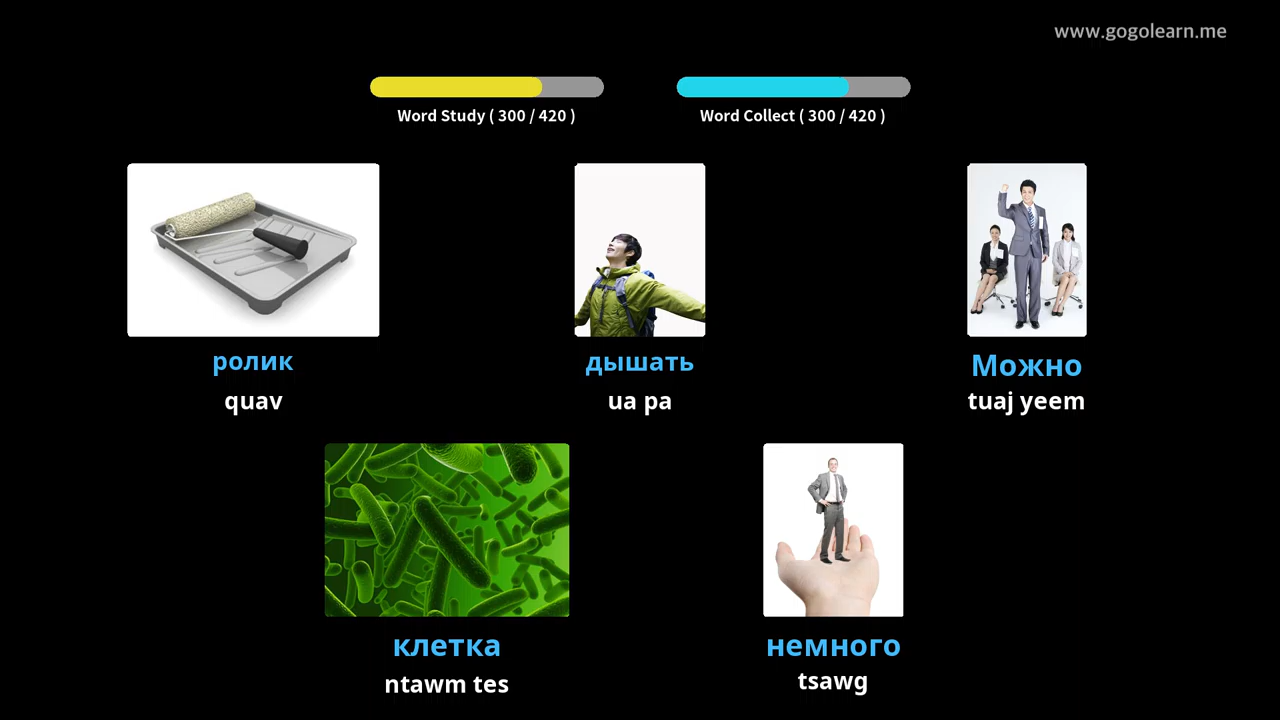 www.gogolearn.me
Word Study ( 300 / 420 )
Word Collect ( 300 / 420 )
ролик
quav
дышать
ua pa
Можно
tuaj yeem
клетка
ntawm tes
немного
tsawg